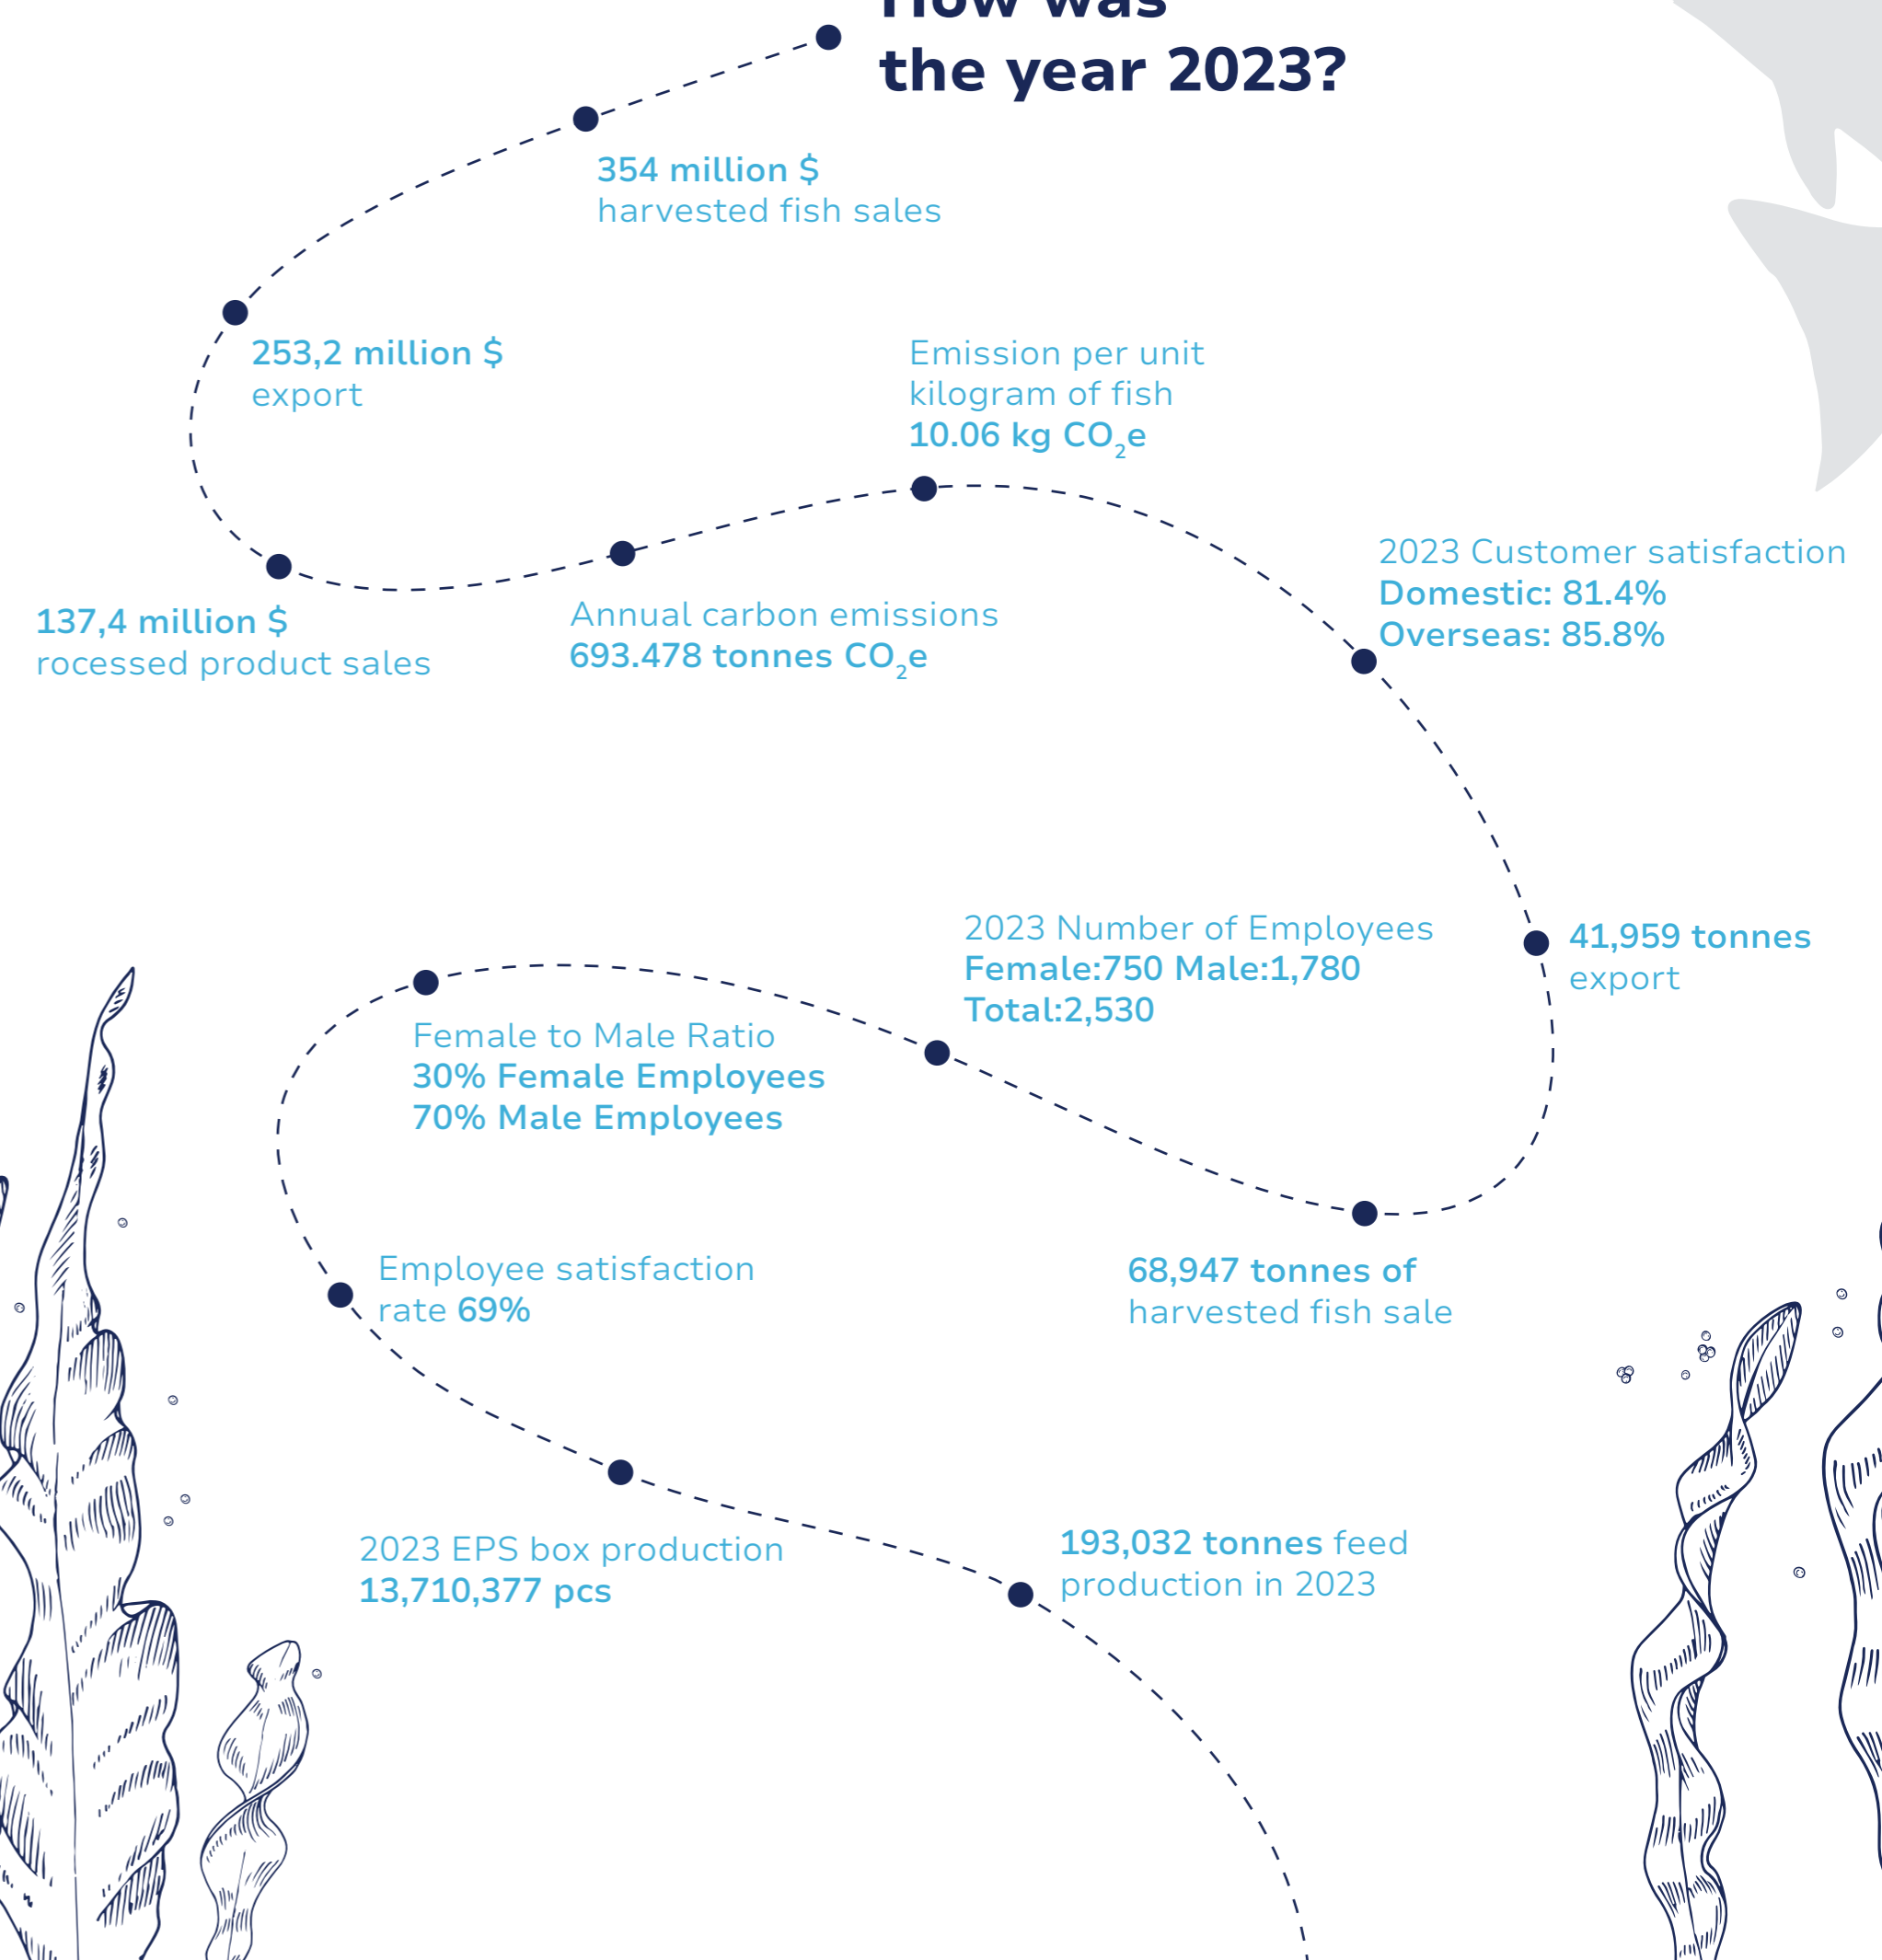 How was
the year 2023?
354 million $
harvested fish sales
253,2 million $
export
137,4 million $
rocessed product sales
Annual carbon emissions
693.478 tonnes CO₂e
Emission per unit
kilogram of fish
10.06 kg CO₂e
2023 Customer satisfaction
Domestic: 81.4%
Overseas: 85.8%
41,959 tonnes
export
68,947 tonnes of
harvested fish sale
2023 Number of Employees
Female:750 Male:1,780
Total:2,530
Female to Male Ratio
30% Female Employees
70% Male Employees
Employee satisfaction
rate 69%
2023 EPS box production
13,710,377 pcs
193,032 tonnes feed
production in 2023